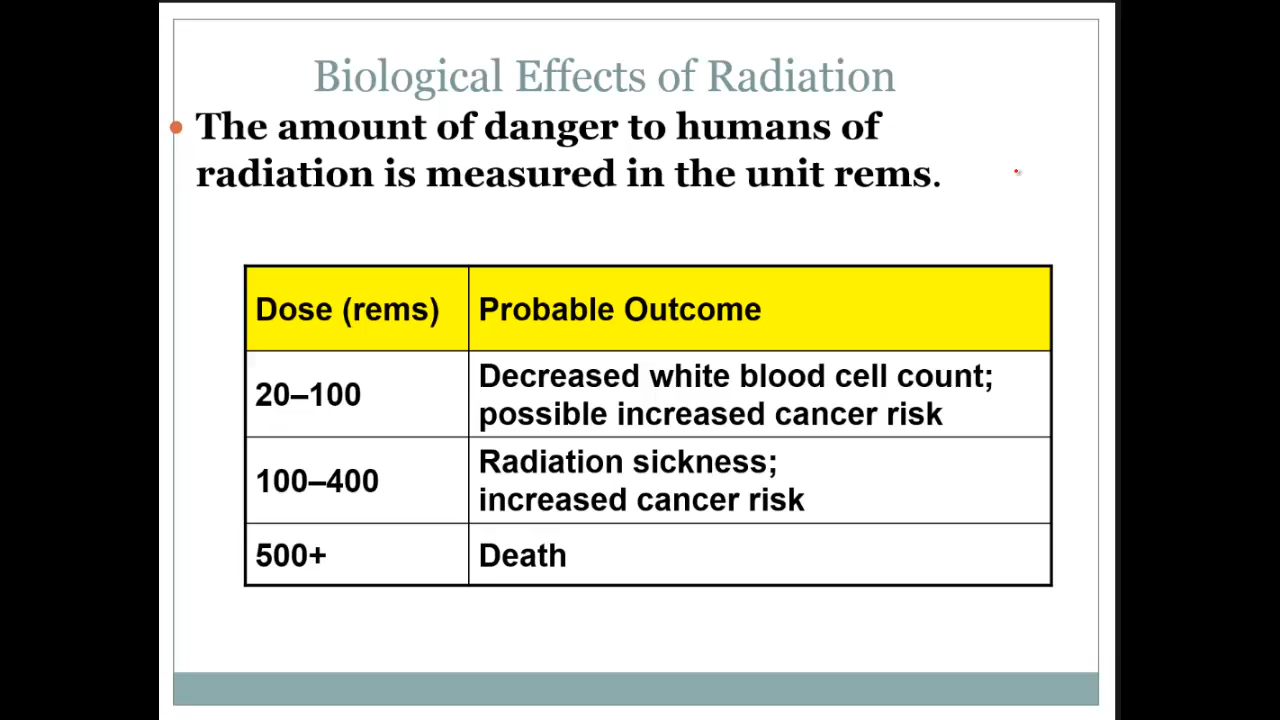 Biological Effects of Radiation
The amount of danger to humans of
radiation is measured in the unit rems.
Dose (rems) Probable Outcome
20–100 Decreased white blood cell count;
possible increased cancer risk
100–400 Radiation sickness;
increased cancer risk
500+ Death